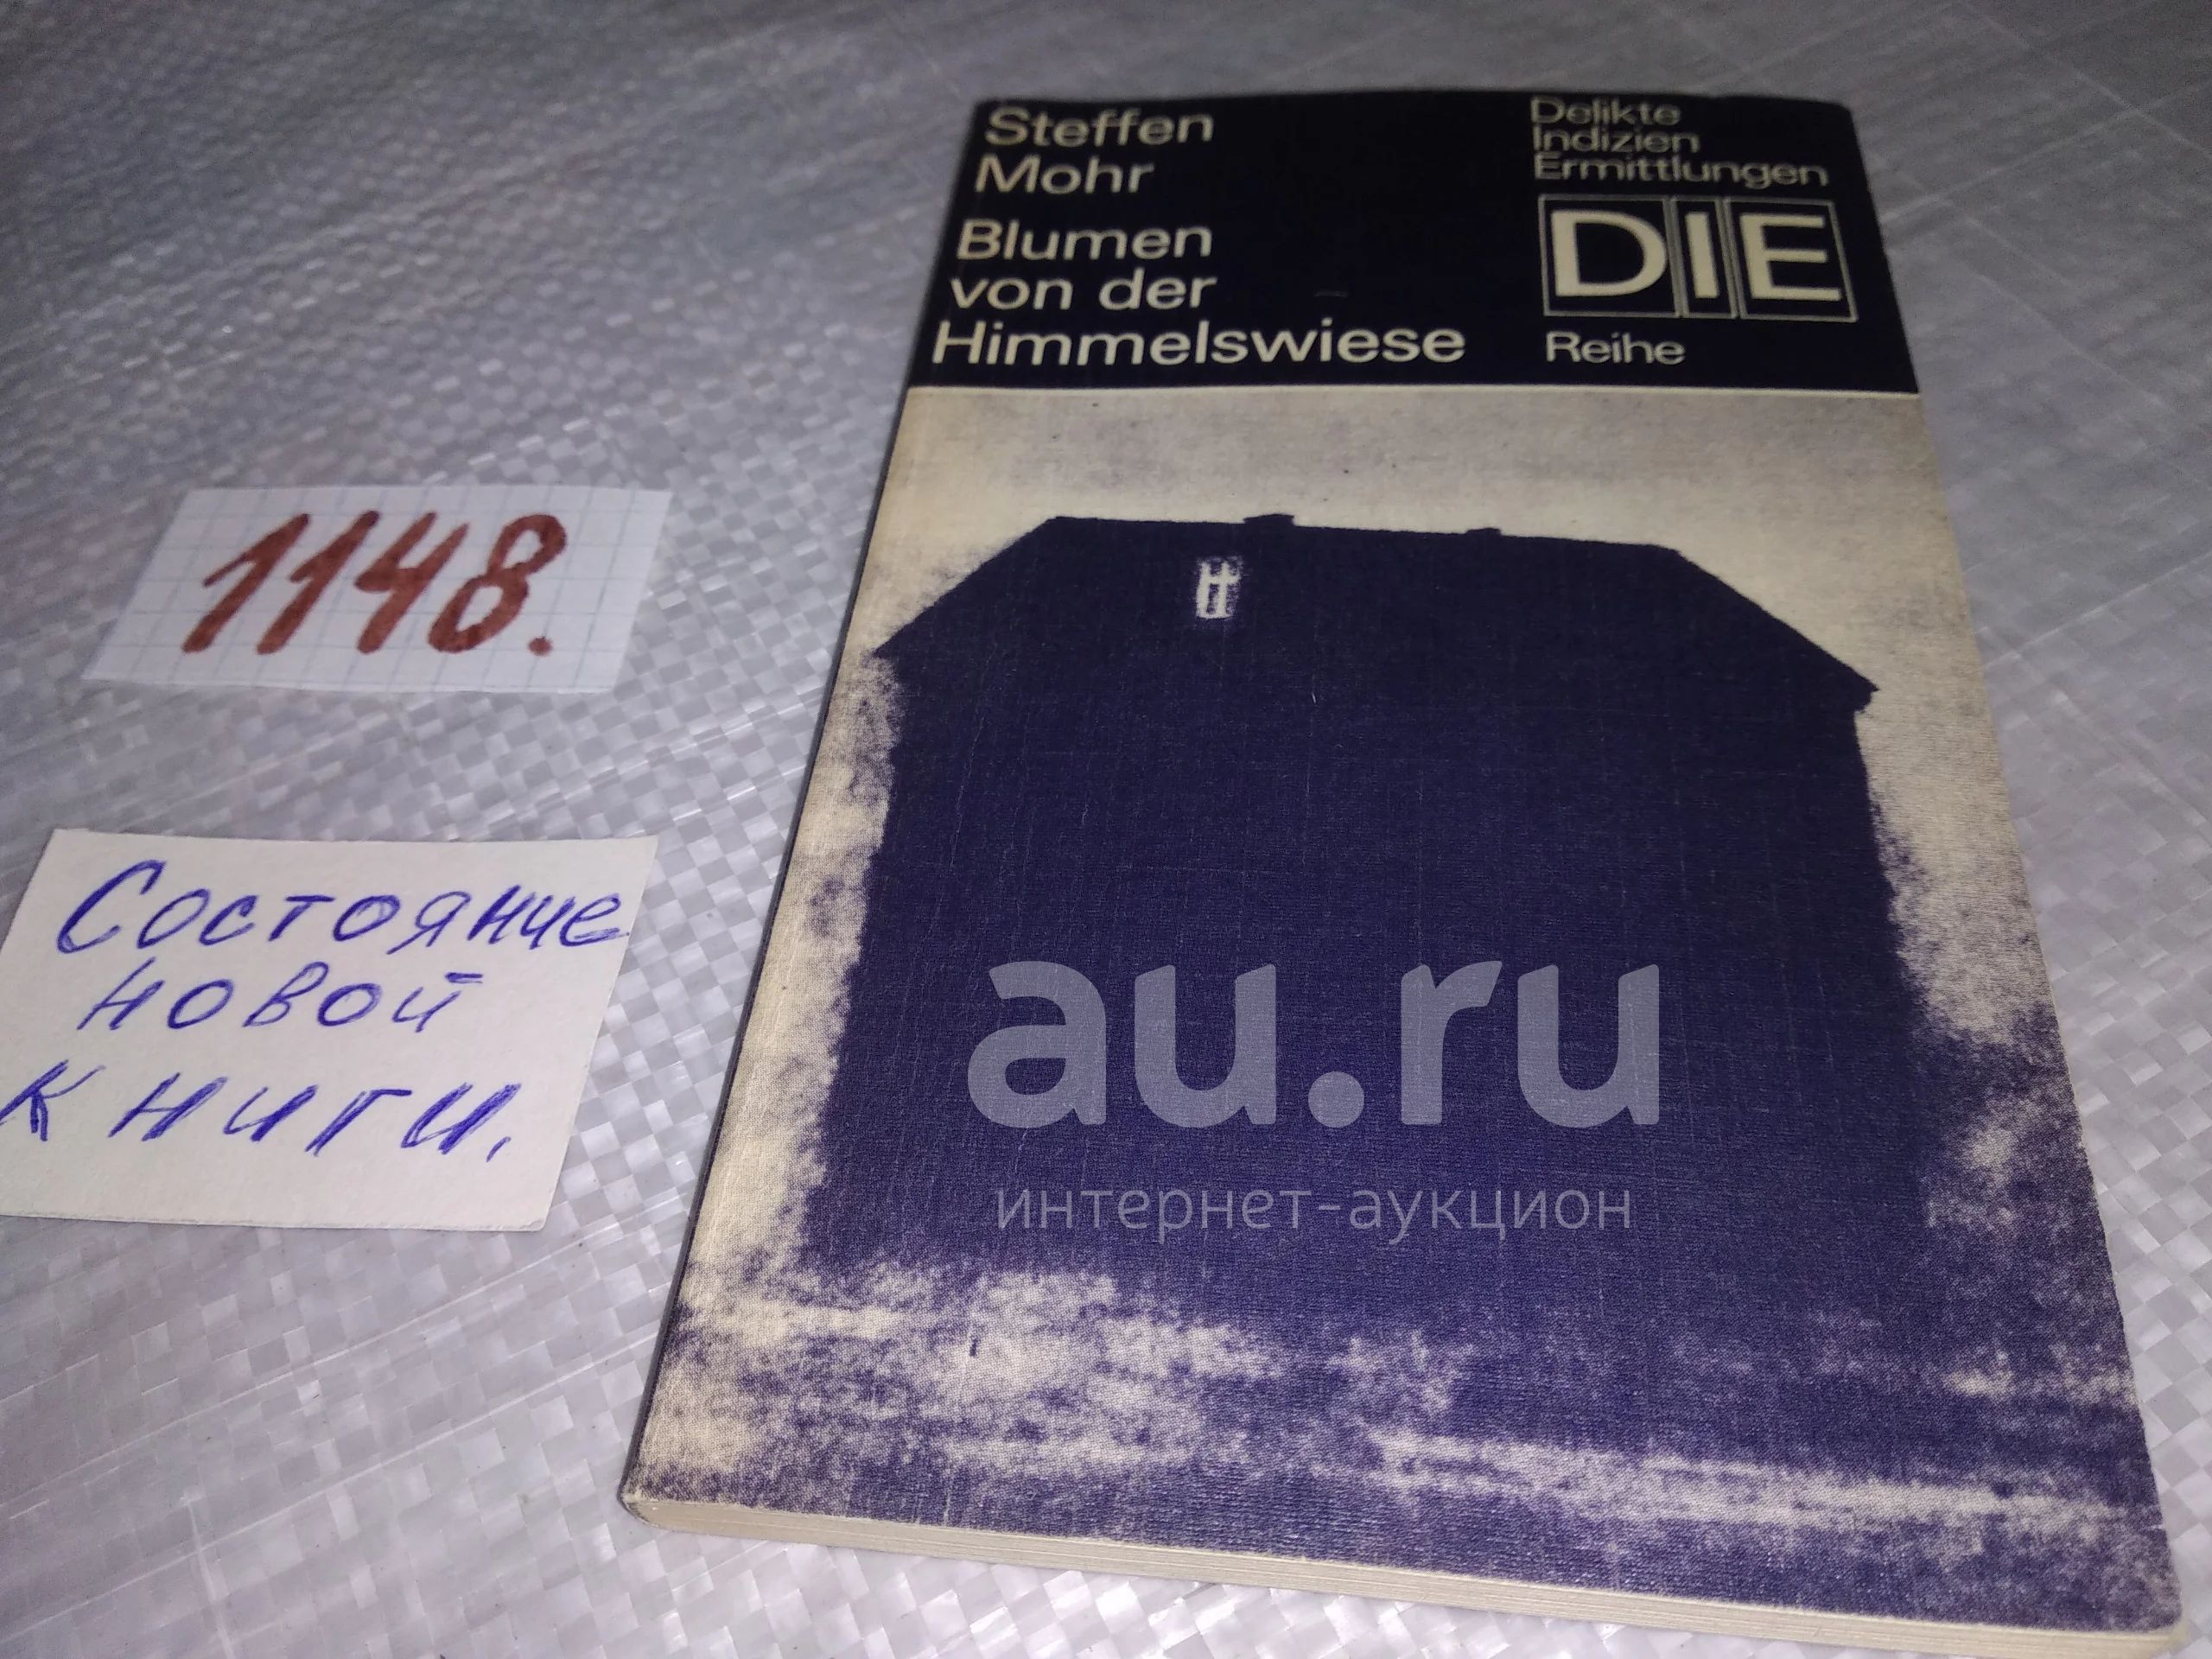 Steffen
Mohr
Blumen
von der
Himmelswiese
Delikte
Indizien
Ermittlungen
DIE
Reihe
1148.
Состояние
новой
книги.
au.ru
интернет-аукцион